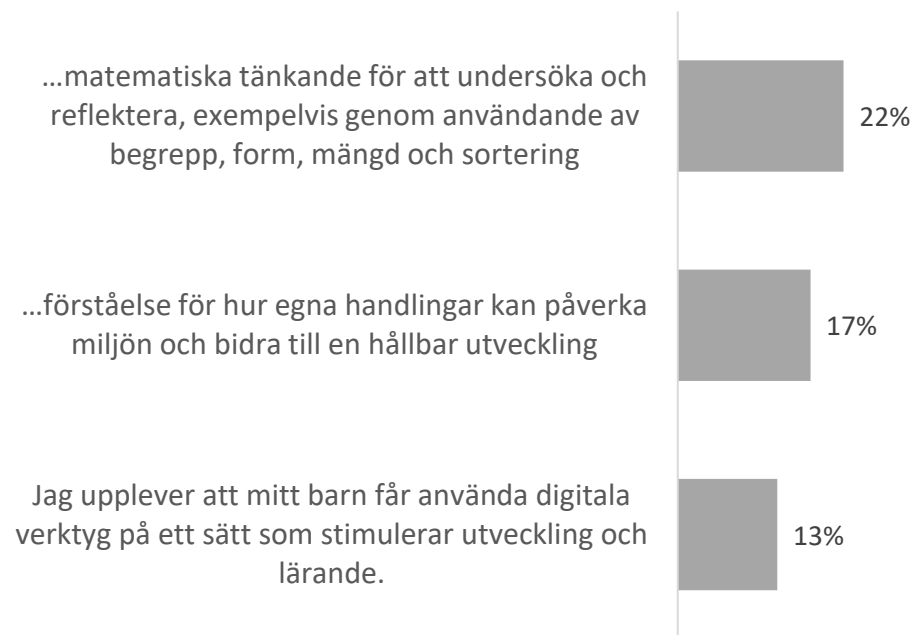 ...matematiska tänkande för att undersöka och
reflektera, exempelvis genom användande av
begrepp, form, mängd och sortering
22%
...förståelse för hur egna handlingar kan påverka
miljön och bidra till en hållbar utveckling
17%
Jag upplever att mitt barn får använda digitala
verktyg på ett sätt som stimulerar utveckling och
lärande.
13%